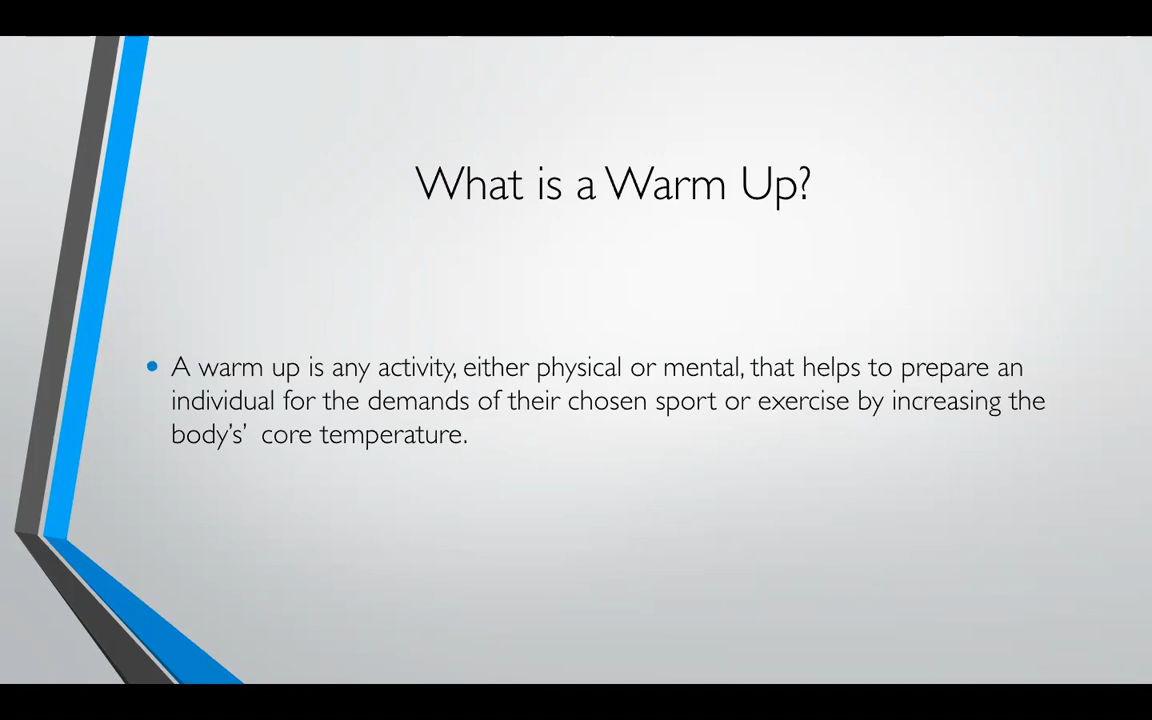 What is a Warm Up?
• A warm up is any activity, either physical or mental, that helps to prepare an
individual for the demands of their chosen sport or exercise by increasing the
body’s’ core temperature.